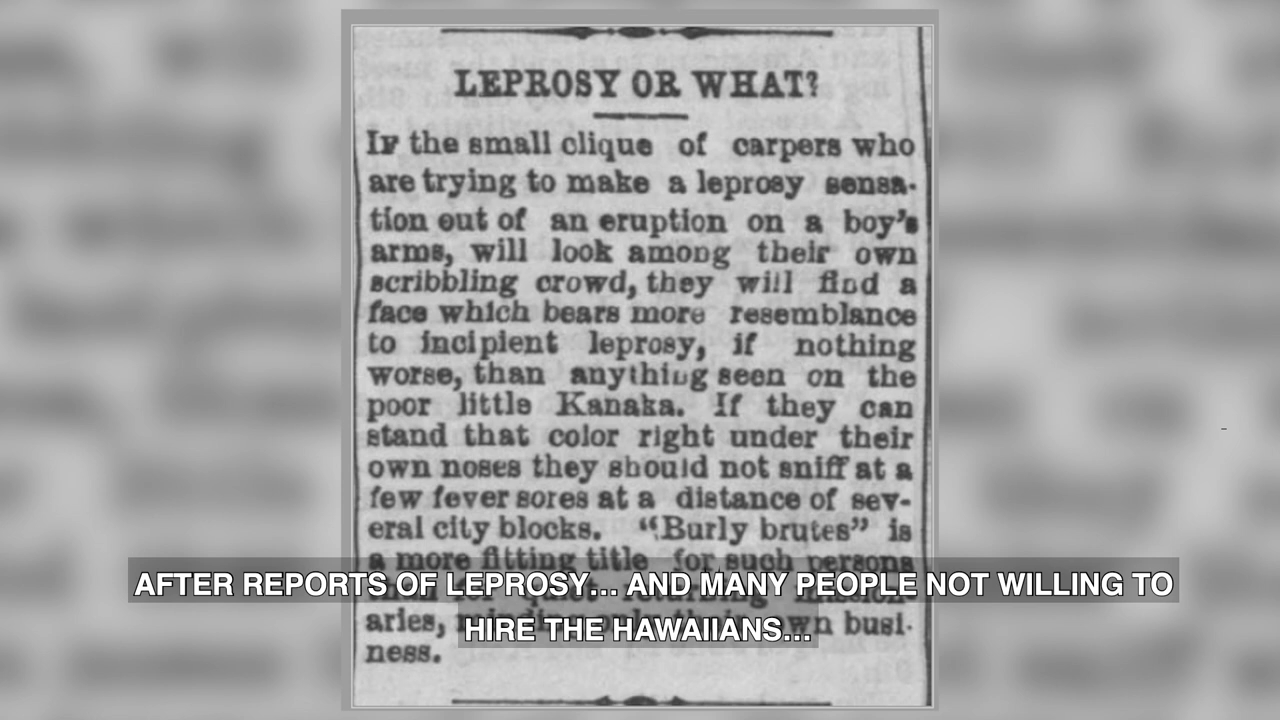 LEPROSY OR WHAT?
IF the small clique of carpers who
are trying to make a leprosy sensa-
tion out of an eruption on a boy's
arms, will look among their own
scribbling crowd, they will find a
face which bears more resemblance
to incipient leprosy, if nothing
worse, than anything seen on the
poor little Kanaka. If they can
stand that color right under their
own noses they should not sniff at a
few fever sores at a distance of sev-
eral city blocks. "Burly brutes" is
a more fitting title for such persons
quiet returning mission-
aries, minding only their own busi-
ness.
AFTER REPORTS OF LEPROSY... AND MANY PEOPLE NOT WILLING TO
HIRE THE HAWAIIANS...